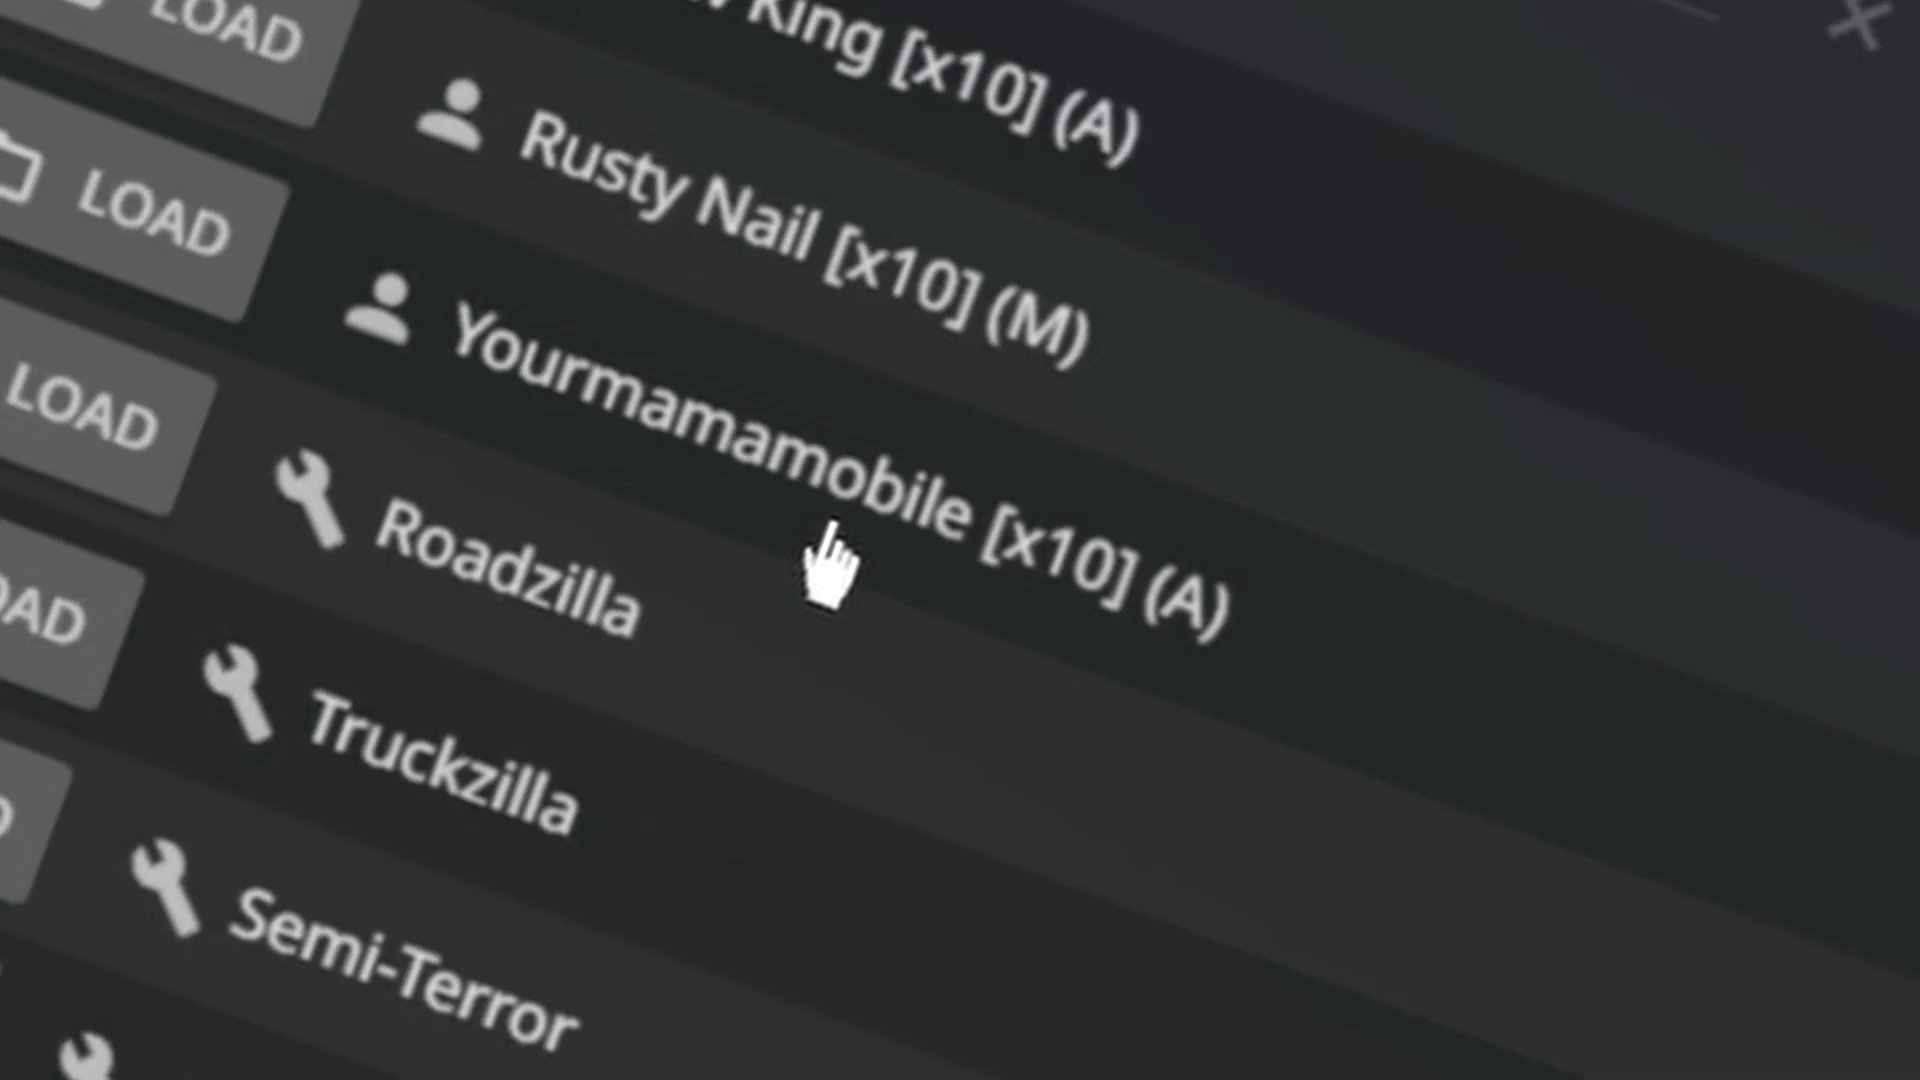 LOAD King [x10] (A)
LOAD Rusty Nail [x10] (M)
LOAD Yourmamamobile [x10] (A)
Roadzilla
Truckzilla
Semi-Terror